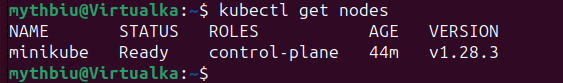 mythbiu@Virtualka:~$ kubectl get nodes
NAME       STATUS   ROLES           AGE   VERSION
minikube   Ready    control-plane   44m   v1.28.3
mythbiu@Virtualka:~$